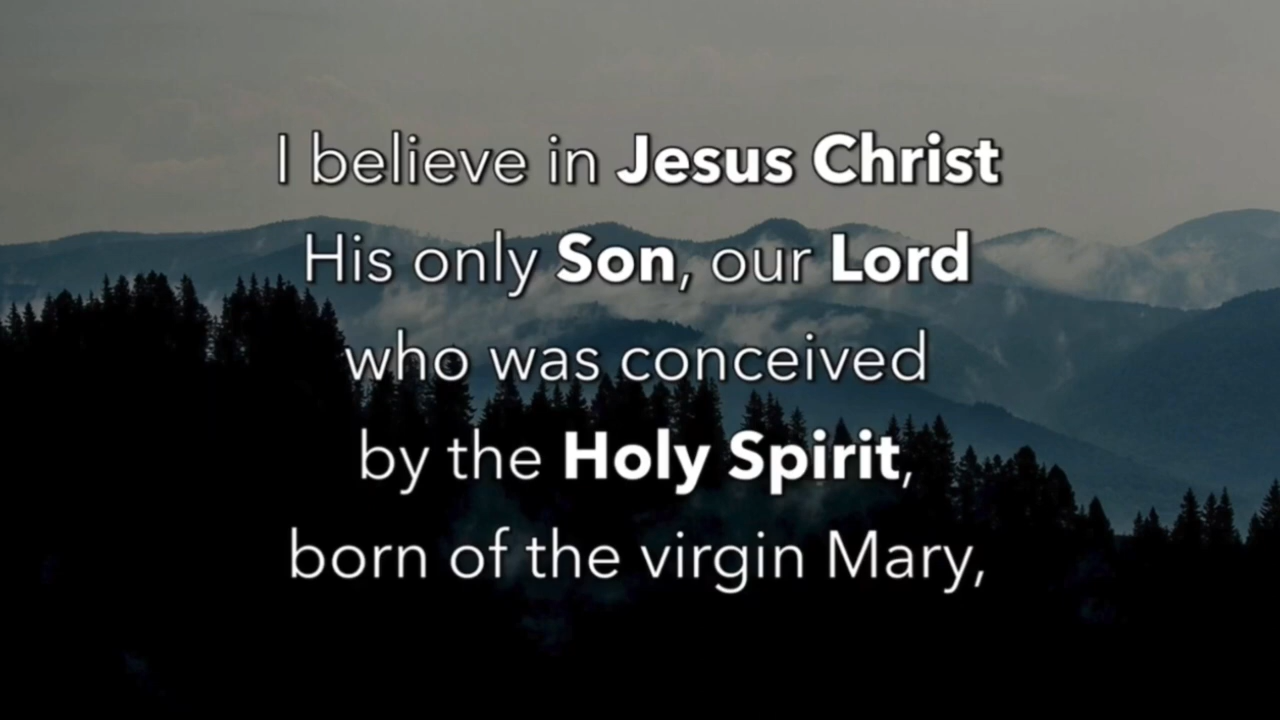 I believe in Jesus Christ
His only Son, our Lord
who was conceived
by the Holy Spirit,
born of the virgin Mary,